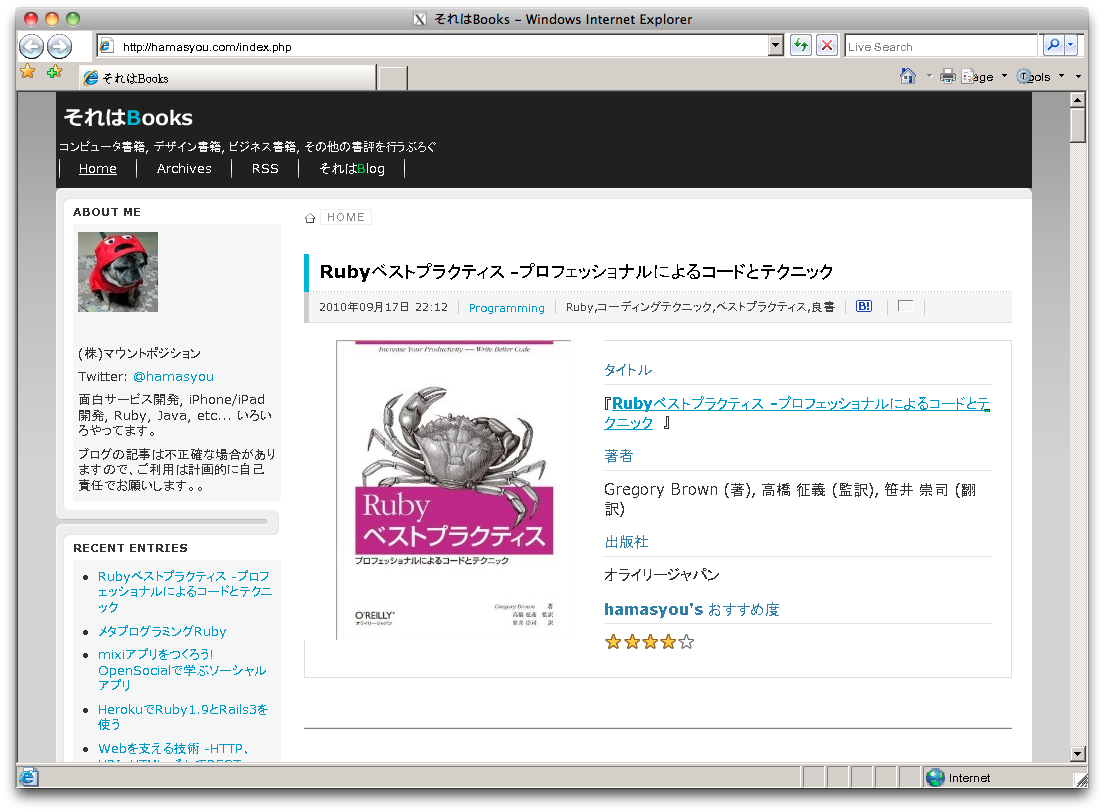 それはBooks – Windows Internet Explorer
http://hamasyou.com/index.php
Live Search
それはBooks
age
ools
それはBooks
コンピュータ書籍, デザイン書籍, ビジネス書籍, その他の書評を行うぶろぐ
Home
Archives
RSS
それはBlog
ABOUT ME
(株)マウントポジション
Twitter: @hamasyou
面白サービス開発, iPhone/iPad
開発, Ruby, Java, etc... いろい
ろやってます。
ブログの記事は不正確な場合があり
ますので、ご利用は計画的に自己
責任でお願いします。。
RECENT ENTRIES
Rubyベストプラクティス -プロフ
ェッショナルによるコードとテクニ
ック
メタプログラミングRuby
mixiアプリをつくろう!
OpenSocialで学ぶソーシャル
アプリ
HerokuでRuby1.9とRails3を
使う
Webを支える技術 -HTTP、
HOME
Rubyベストプラクティス -プロフェッショナルによるコードとテクニック
2010年09月17日 22:12
Programming
Ruby,コーディングテクニック,ベストプラクティス,良書
B!
Increase Your Productivity — Write Better Code
Ruby
ベストプラクティス
プロフェッショナルによるコードとテクニック
O'REILLY®
オライリー・ジャパン
Gregory Brown 著
高橋 征義 監訳
笹井 崇司 訳
タイトル
『Rubyベストプラクティス -プロフェッショナルによるコードとテ
クニック 』
著者
Gregory Brown (著), 高橋 征義 (監訳), 笹井 崇司 (翻
訳)
出版社
オライリージャパン
hamasyou's おすすめ度
Internet